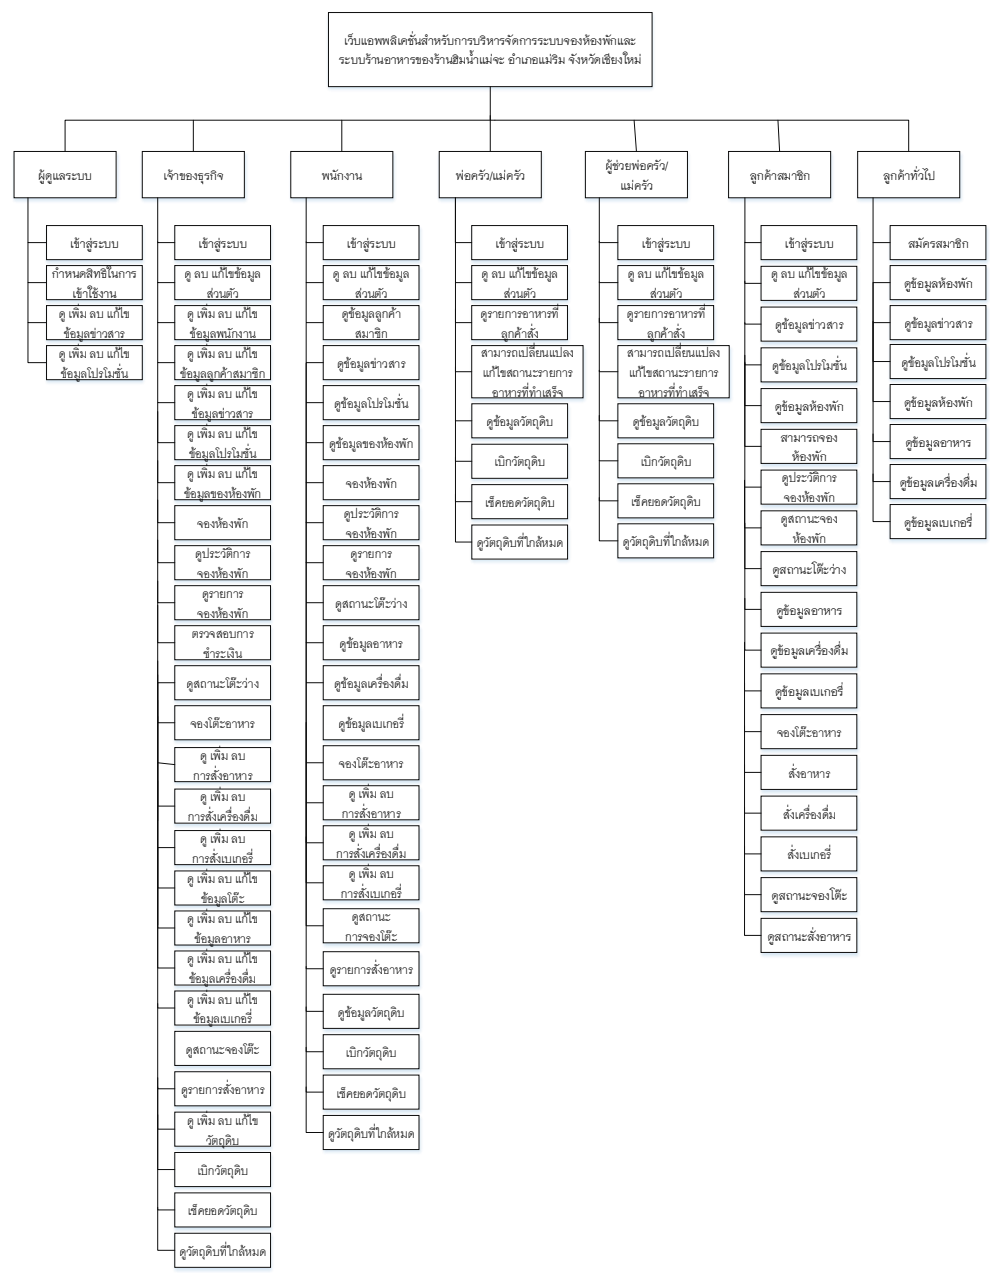 เว็บแอพพลิเคชั่นสำหรับการบริหารจัดการระบบจองห้องพักและ
ระบบร้านอาหารของร้านฮิมน้ำแม่จะ อำเภอแม่ริม จังหวัดเชียงใหม่
ผู้ดูแลระบบ
เข้าสู่ระบบ
กำหนดสิทธิ์ในการ
เข้าใช้งาน
ดู เพิ่ม ลบ แก้ไข
ข้อมูลข่าวสาร
ดู เพิ่ม ลบ แก้ไข
ข้อมูลโปรโมชั่น
เจ้าของธุรกิจ
เข้าสู่ระบบ
ดู ลบ แก้ไขข้อมูล
ส่วนตัว
ดู เพิ่ม ลบ แก้ไข
ข้อมูลพนักงาน
ดู เพิ่ม ลบ แก้ไข
ข้อมูลลูกค้าสมาชิก
ดู เพิ่ม ลบ แก้ไข
ข้อมูลข่าวสาร
ดู เพิ่ม ลบ แก้ไข
ข้อมูลโปรโมชั่น
ดู เพิ่ม ลบ แก้ไข
ข้อมูลของห้องพัก
จองห้องพัก
ดูประวัติการ
จองห้องพัก
ดูรายการ
จองห้องพัก
ตรวจสอบการ
ชำระเงิน
ดูสถานะโต๊ะว่าง
จองโต๊ะอาหาร
ดู เพิ่ม ลบ
การสั่งอาหาร
ดู เพิ่ม ลบ
การสั่งเครื่องดื่ม
ดู เพิ่ม ลบ
การสั่งเบเกอรี่
ดู เพิ่ม ลบ แก้ไข
ข้อมูลโต๊ะ
ดู เพิ่ม ลบ แก้ไข
ข้อมูลอาหาร
ดู เพิ่ม ลบ แก้ไข
ข้อมูลเครื่องดื่ม
ดู เพิ่ม ลบ แก้ไข
ข้อมูลเบเกอรี่
ดูสถานะจองโต๊ะ
ดูรายการสั่งอาหาร
ดู เพิ่ม ลบ แก้ไข
วัตถุดิบ
เบิกวัตถุดิบ
เช็คยอดวัตถุดิบ
ดูวัตถุดิบที่ใกล้หมด
พนักงาน
เข้าสู่ระบบ
ดู ลบ แก้ไขข้อมูล
ส่วนตัว
ดูข้อมูลลูกค้า
สมาชิก
ดูข้อมูลข่าวสาร
ดูข้อมูลโปรโมชั่น
ดูข้อมูลของห้องพัก
จองห้องพัก
ดูประวัติการ
จองห้องพัก
ดูรายการ
จองห้องพัก
ดูสถานะโต๊ะว่าง
ดูข้อมูลอาหาร
ดูข้อมูลเครื่องดื่ม
ดูข้อมูลเบเกอรี่
จองโต๊ะอาหาร
ดู เพิ่ม ลบ
การสั่งอาหาร
ดู เพิ่ม ลบ
การสั่งเครื่องดื่ม
ดู เพิ่ม ลบ
การสั่งเบเกอรี่
ดูสถานะ
การจองโต๊ะ
ดูรายการสั่งอาหาร
ดูข้อมูลวัตถุดิบ
เบิกวัตถุดิบ
เช็คยอดวัตถุดิบ
ดูวัตถุดิบที่ใกล้หมด
พ่อครัว/แม่ครัว
เข้าสู่ระบบ
ดู ลบ แก้ไขข้อมูล
ส่วนตัว
ดูรายการอาหารที่
ลูกค้าสั่ง
สามารถเปลี่ยนแปลง
แก้ไขสถานะรายการ
อาหารที่ทำเสร็จ
ดูข้อมูลวัตถุดิบ
เบิกวัตถุดิบ
เช็คยอดวัตถุดิบ
ดูวัตถุดิบที่ใกล้หมด
ผู้ช่วยพ่อครัว/
แม่ครัว
เข้าสู่ระบบ
ดู ลบ แก้ไขข้อมูล
ส่วนตัว
ดูรายการอาหารที่
ลูกค้าสั่ง
สามารถเปลี่ยนแปลง
แก้ไขสถานะรายการ
อาหารที่ทำเสร็จ
ดูข้อมูลวัตถุดิบ
เบิกวัตถุดิบ
เช็คยอดวัตถุดิบ
ดูวัตถุดิบที่ใกล้หมด
ลูกค้าสมาชิก
เข้าสู่ระบบ
ดู ลบ แก้ไขข้อมูล
ส่วนตัว
ดูข้อมูลข่าวสาร
ดูข้อมูลโปรโมชั่น
ดูข้อมูลห้องพัก
สามารถจอง
ห้องพัก
ดูประวัติการ
จองห้องพัก
ดูสถานะจอง
ห้องพัก
ดูสถานะโต๊ะว่าง
ดูข้อมูลอาหาร
ดูข้อมูลเครื่องดื่ม
ดูข้อมูลเบเกอรี่
จองโต๊ะอาหาร
สั่งอาหาร
สั่งเครื่องดื่ม
สั่งเบเกอรี่
ดูสถานะจองโต๊ะ
ดูสถานะสั่งอาหาร
ลูกค้าทั่วไป
สมัครสมาชิก
ดูข้อมูลห้องพัก
ดูข้อมูลข่าวสาร
ดูข้อมูลโปรโมชั่น
ดูข้อมูลห้องพัก
ดูข้อมูลอาหาร
ดูข้อมูลเครื่องดื่ม
ดูข้อมูลเบเกอรี่